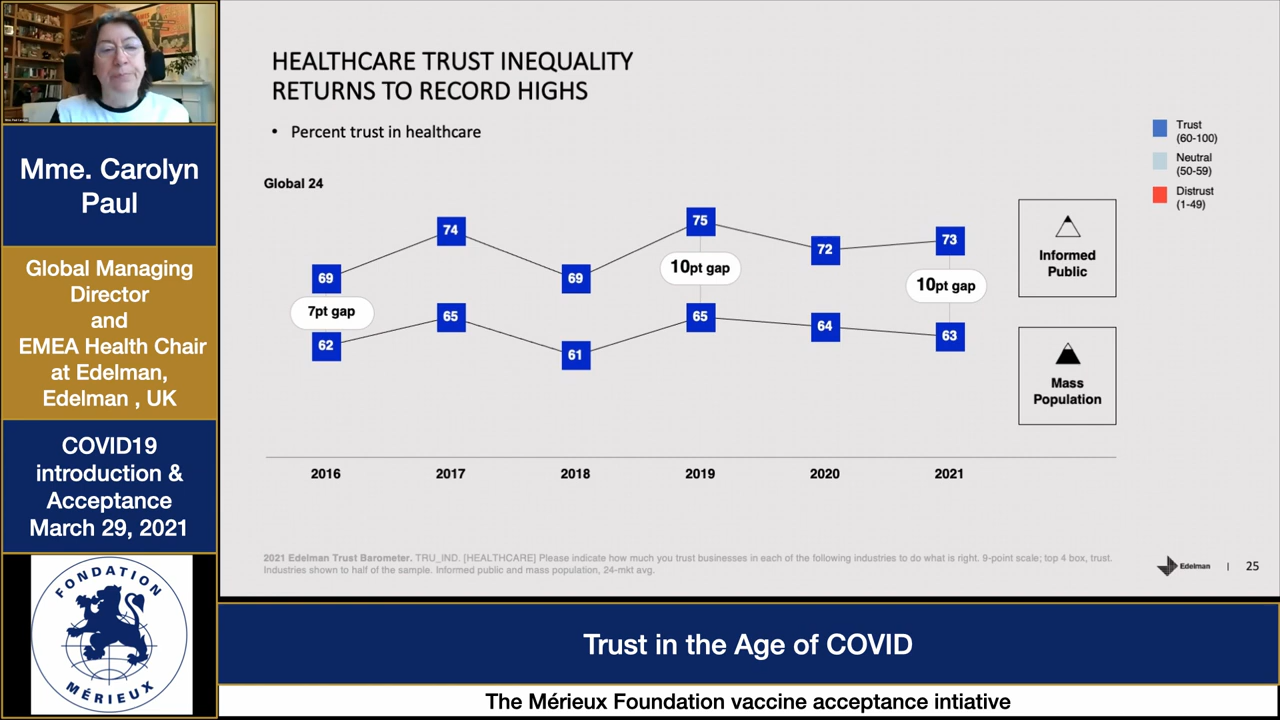 Mme. Carolyn
Paul
Global Managing
Director
and
EMEA Health Chair
at Edelman,
Edelman , UK
COVID19
introduction &
Acceptance
March 29, 2021
FONDATION
MÉRIEUX
HEALTHCARE TRUST INEQUALITY
RETURNS TO RECORD HIGHS
• Percent trust in healthcare
Global 24
Trust
(60-100)
Neutral
(50-59)
Distrust
(1-49)
69
74
69
75
72
73
7pt gap
10pt gap
10pt gap
62
65
61
65
64
63
Informed
Public
Mass
Population
2016
2017
2018
2019
2020
2021
2021 Edelman Trust Barometer. TRU_IND. [HEALTHCARE] Please indicate how much you trust businesses in each of the following industries to do what is right. 9-point scale; top 4 box, trust.
Industries shown to half of the sample. Informed public and mass population, 24-mkt avg.
Edelman | 25
Trust in the Age of COVID
The Mérieux Foundation vaccine acceptance intiative